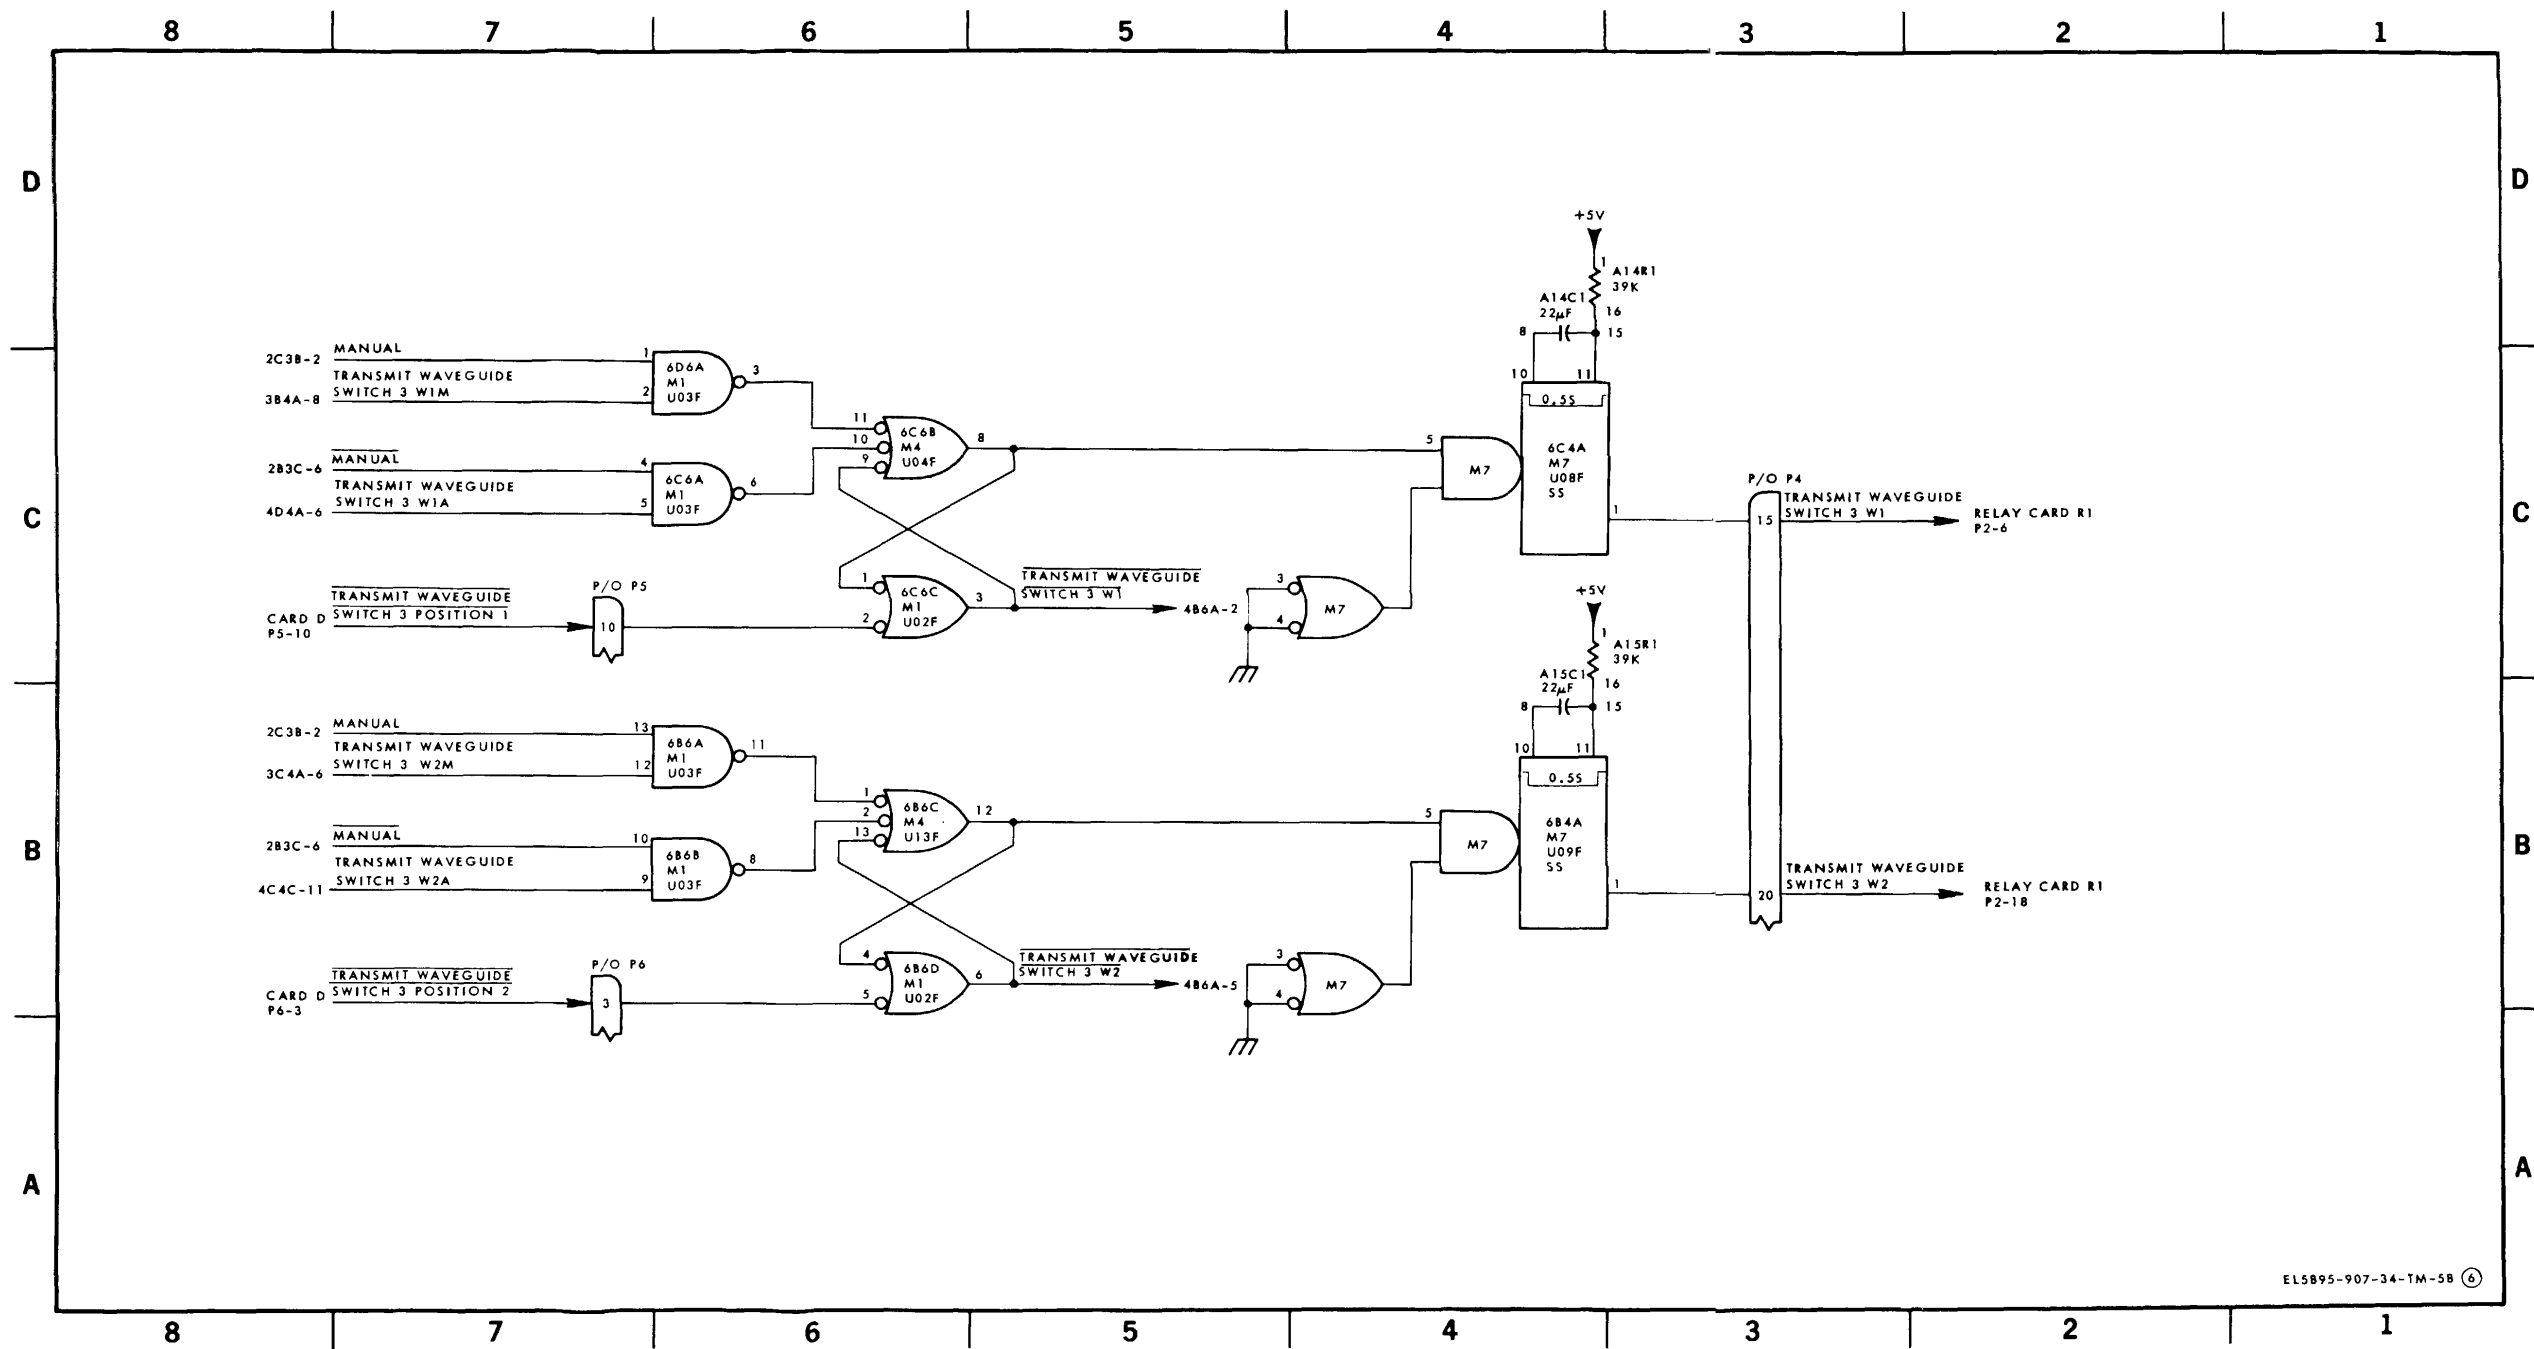 8 7 6 5 4 3 2 1
D D
+5V
1
A14R1
39K
A14C1
22µF
16
8 15
10 11
0.5S
2C3B-2 MANUAL 1
TRANSMIT WAVEGUIDE
3B4A-8 SWITCH 3 W1M 2
6D6A
M1
U03F
3
2B3C-6 MANUAL 4
TRANSMIT WAVEGUIDE
4D4A-6 SWITCH 3 W1A 5
6C6A
M1
U03F
6
11
10
9
6C6B
M4
U04F
8
5
M7
6C4A
M7
U08F
SS
1
P/O P4
15
TRANSMIT WAVEGUIDE
SWITCH 3 W1
RELAY CARD R1
P2-6
C C
TRANSMIT WAVEGUIDE
SWITCH 3 POSITION 1
CARD D
P5-10
P/O P5
10
1
2
6C6C
M1
U02F
3
TRANSMIT WAVEGUIDE
SWITCH 3 W1
4B6A-2
3
4
M7
+5V
1
A15R1
39K
A15C1
22µF
16
8 15
10 11
0.5S
2C3B-2 MANUAL 13
TRANSMIT WAVEGUIDE
3C4A-6 SWITCH 3 W2M 12
6B6A
M1
U03F
11
2B3C-6 MANUAL 10
TRANSMIT WAVEGUIDE
4C4C-11 SWITCH 3 W2A 9
6B6B
M1
U03F
8
1
2
13
6B6C
M4
U13F
12
5
M7
6B4A
M7
U09F
SS
1
20
TRANSMIT WAVEGUIDE
SWITCH 3 W2
RELAY CARD R1
P2-18
B B
TRANSMIT WAVEGUIDE
SWITCH 3 POSITION 2
CARD D
P6-3
P/O P6
3
4
5
6B6D
M1
U02F
6
TRANSMIT WAVEGUIDE
SWITCH 3 W2
4B6A-5
3
4
M7
A A
EL5895-907-34-TM-58 6
8 7 6 5 4 3 2 1